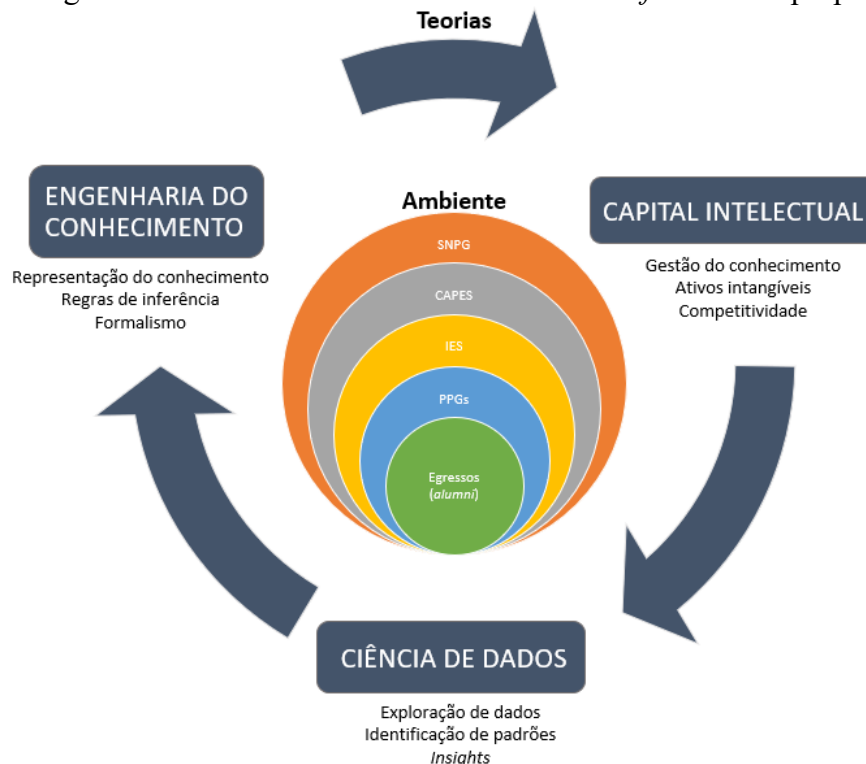 Teorias
ENGENHARIA DO
CONHECIMENTO
Representação do conhecimento
Regras de inferência
Formalismo
Ambiente
SNPG
CAPES
IES
PPGs
Egressos
(alumni)
CAPITAL INTELECTUAL
Gestão do conhecimento
Ativos intangíveis
Competitividade
CIÊNCIA DE DADOS
Exploração de dados
Identificação de padrões
Insights